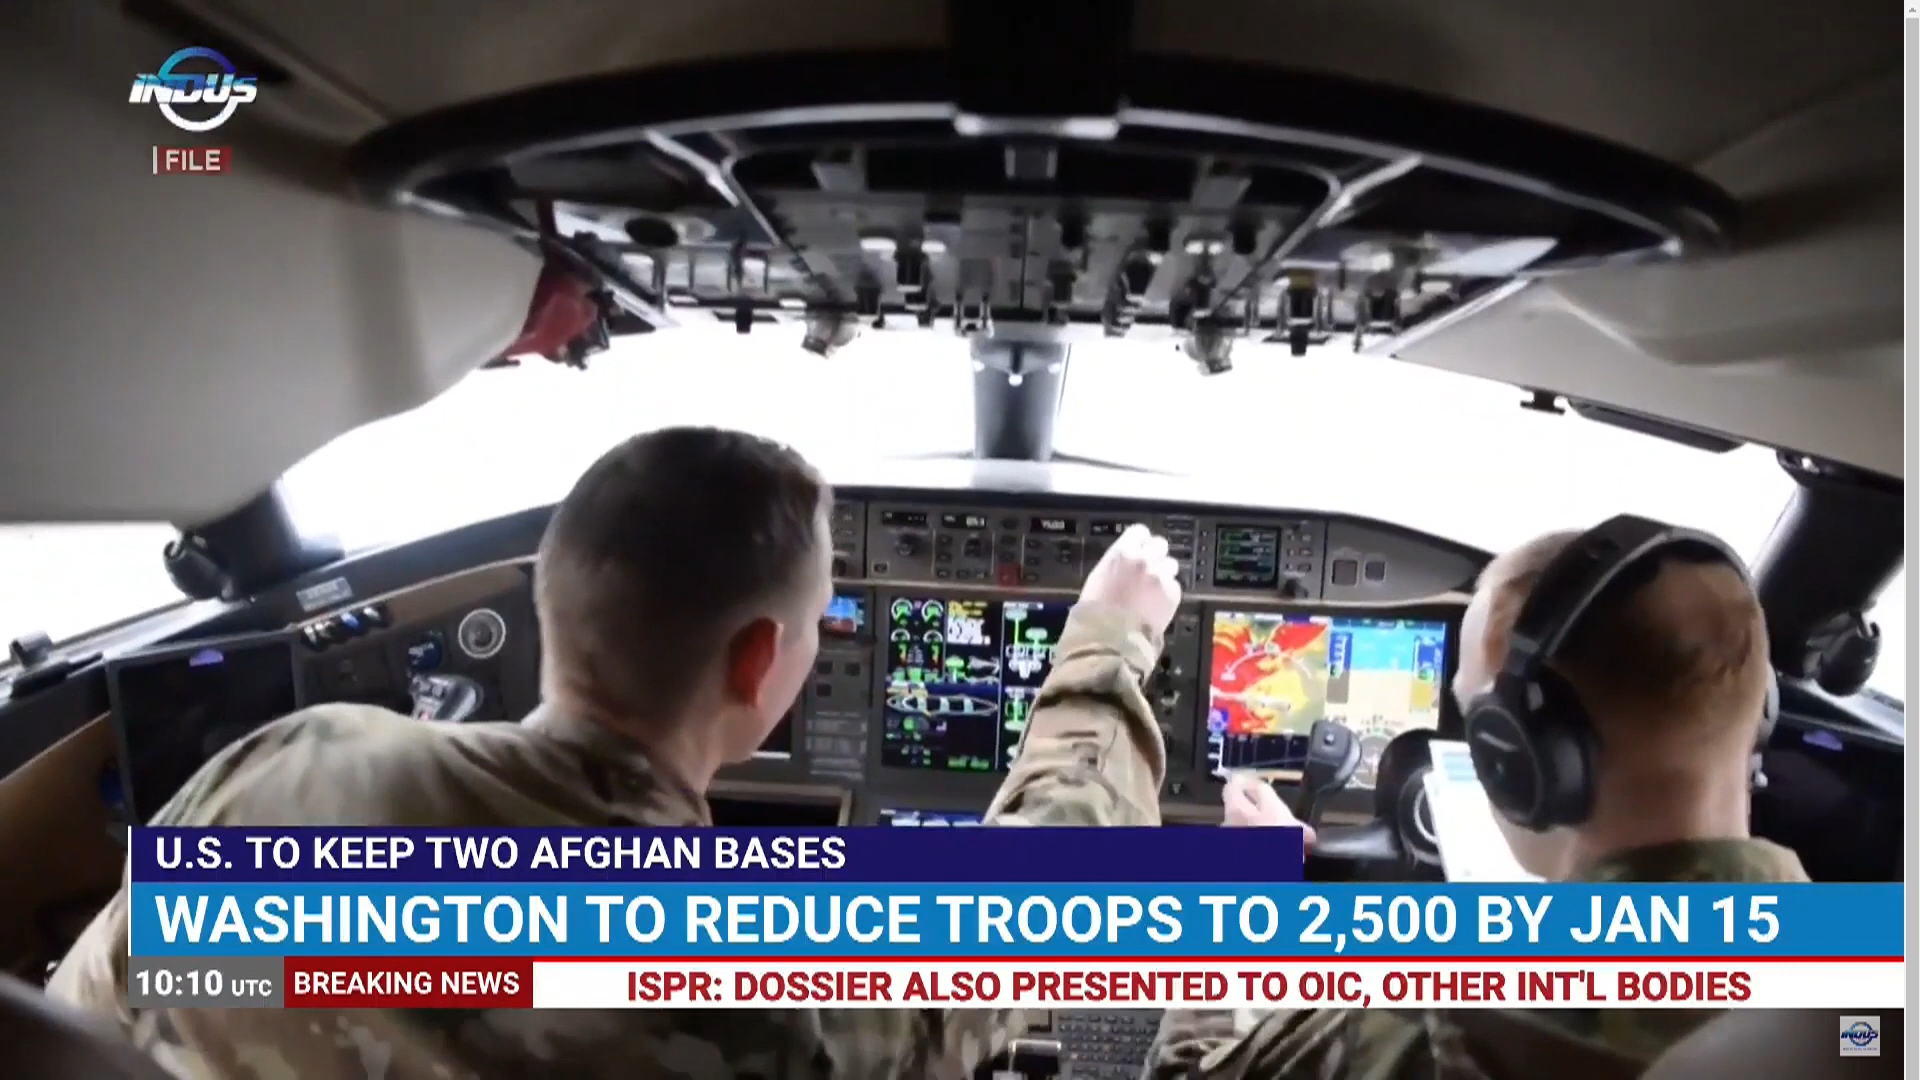 INDUS
FILE
U.S. TO KEEP TWO AFGHAN BASES
WASHINGTON TO REDUCE TROOPS TO 2,500 BY JAN 15
10:10 UTC
BREAKING NEWS
ISPR: DOSSIER ALSO PRESENTED TO OIC, OTHER INT'L BODIES
INDUS